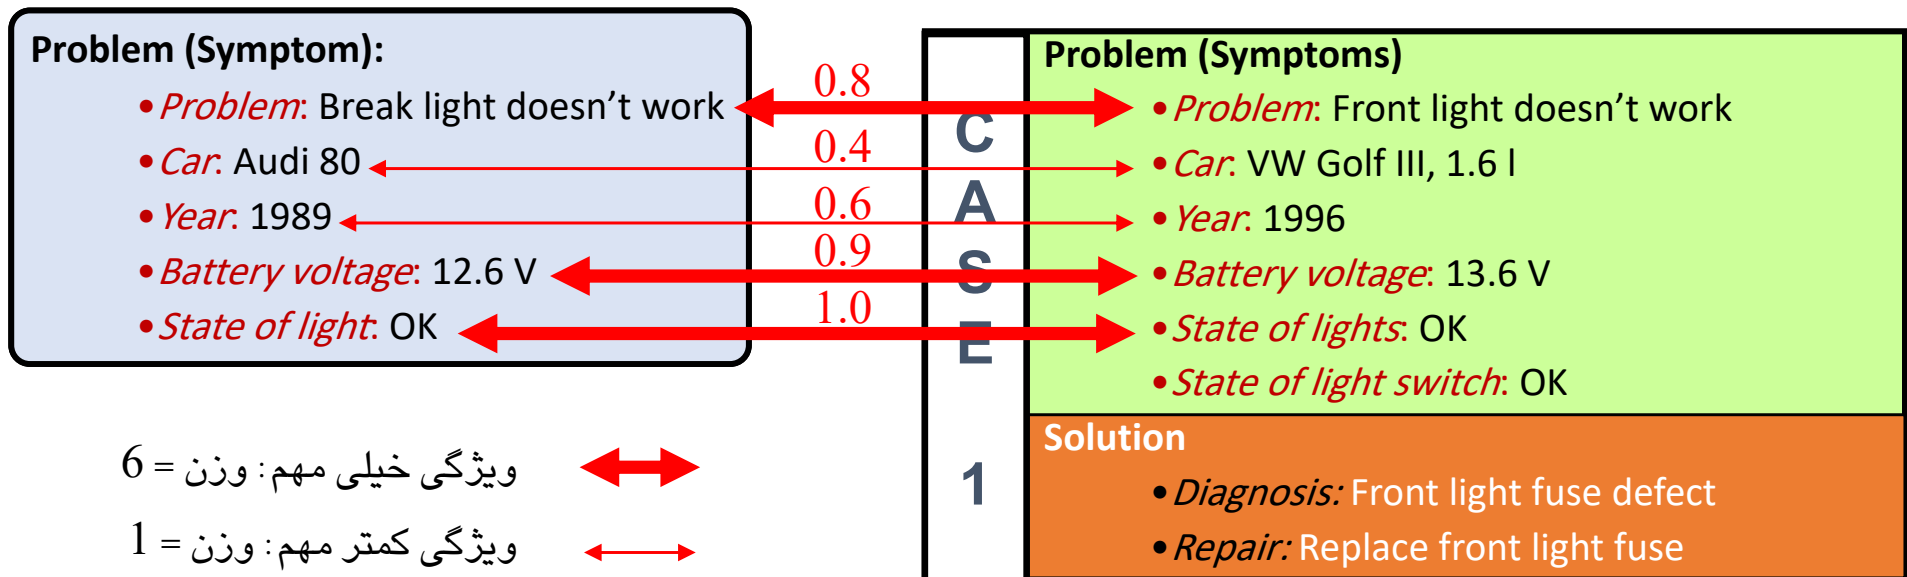 Problem (Symptom):
•Problem: Break light doesn’t work
•Car: Audi 80
•Year: 1989
•Battery voltage: 12.6 V
•State of light: OK
0.8
0.4
0.6
0.9
1.0
C
A
S
E
1
Problem (Symptoms)
•Problem: Front light doesn’t work
•Car: VW Golf III, 1.6 l
•Year: 1996
•Battery voltage: 13.6 V
•State of lights: OK
•State of light switch: OK
Solution
•Diagnosis: Front light fuse defect
•Repair: Replace front light fuse
ویژگی خیلی مهم: وزن = 6
ویژگی کمتر مهم: وزن = 1